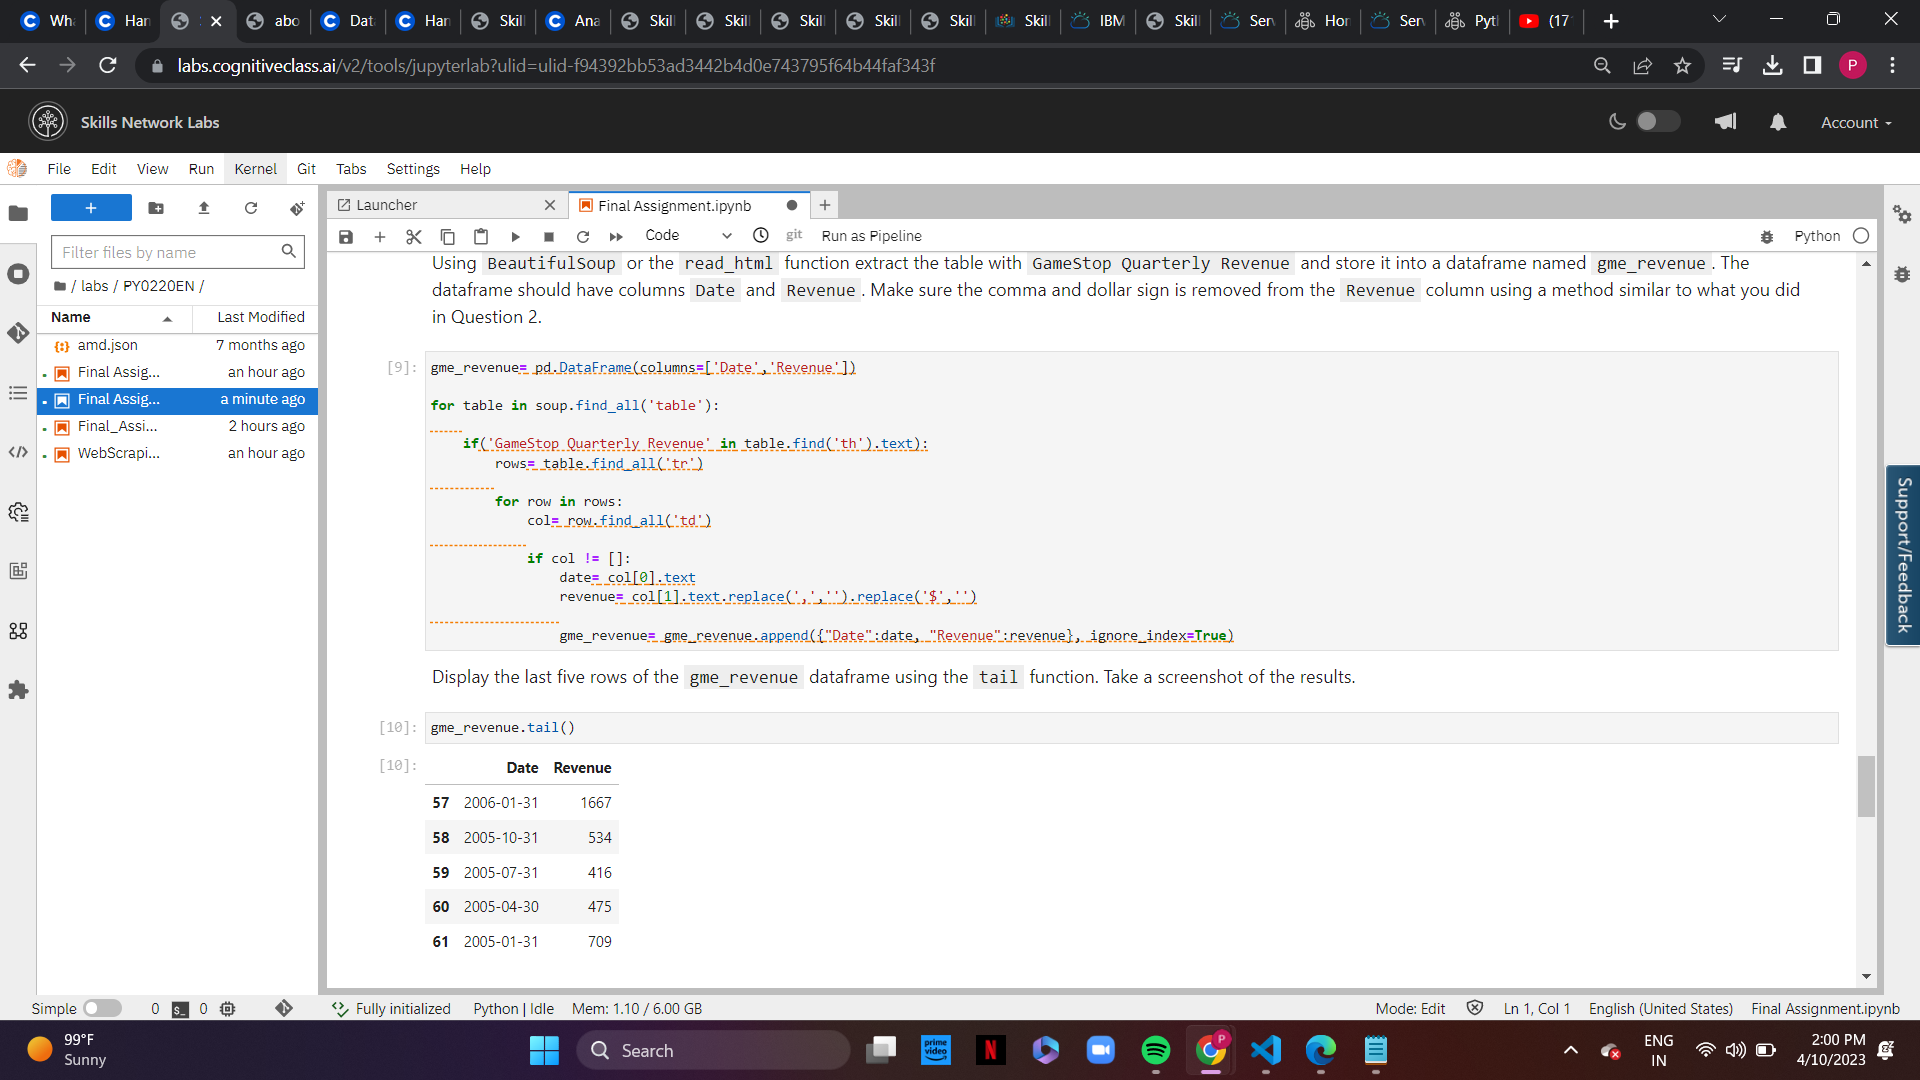 Wha
Har
abo
Data
Har
Skil
Ana
Skil
Skil
Skil
Skil
Skil
Skil
IBM
Skil
Serv
Hor
Serv
Pyth
(17
labs.cognitiveclass.ai/v2/tools/jupyterlab?ulid=ulid-f94392bb53ad3442b4d0e743795f64b44faf343f
P
Skills Network Labs
Account
File Edit View Run Kernel Git Tabs Settings Help
Launcher
Final Assignment.ipynb
Code
git
Run as Pipeline
Python
Filter files by name
/ labs / PY0220EN /
Name Last Modified
amd.json 7 months ago
Final Assig... an hour ago
Final Assig... a minute ago
Final_Assi... 2 hours ago
WebScrapi... an hour ago
Using BeautifulSoup or the read_html function extract the table with GameStop Quarterly Revenue and store it into a dataframe named gme_revenue. The
dataframe should have columns Date and Revenue. Make sure the comma and dollar sign is removed from the Revenue column using a method similar to what you did
in Question 2.
[9]:
gme_revenue= pd.DataFrame(columns=['Date','Revenue'])
for table in soup.find_all('table'):
if('GameStop Quarterly Revenue' in table.find('th').text):
rows= table.find_all('tr')
for row in rows:
col= row.find_all('td')
if col != []:
date= col[0].text
revenue= col[1].text.replace(',','').replace('$','')
gme_revenue= gme_revenue.append({"Date":date, "Revenue":revenue}, ignore_index=True)
Display the last five rows of the gme_revenue dataframe using the tail function. Take a screenshot of the results.
[10]:
gme_revenue.tail()
[10]:
Date Revenue
57 2006-01-31 1667
58 2005-10-31 534
59 2005-07-31 416
60 2005-04-30 475
61 2005-01-31 709
Support/Feedback
Simple 0 0 Fully initialized Python | Idle Mem: 1.10 / 6.00 GB Mode: Edit Ln 1, Col 1 English (United States) Final Assignment.ipynb
99°F
Sunny
Search
prime
video
N
P
ENG
IN
2:00 PM
4/10/2023